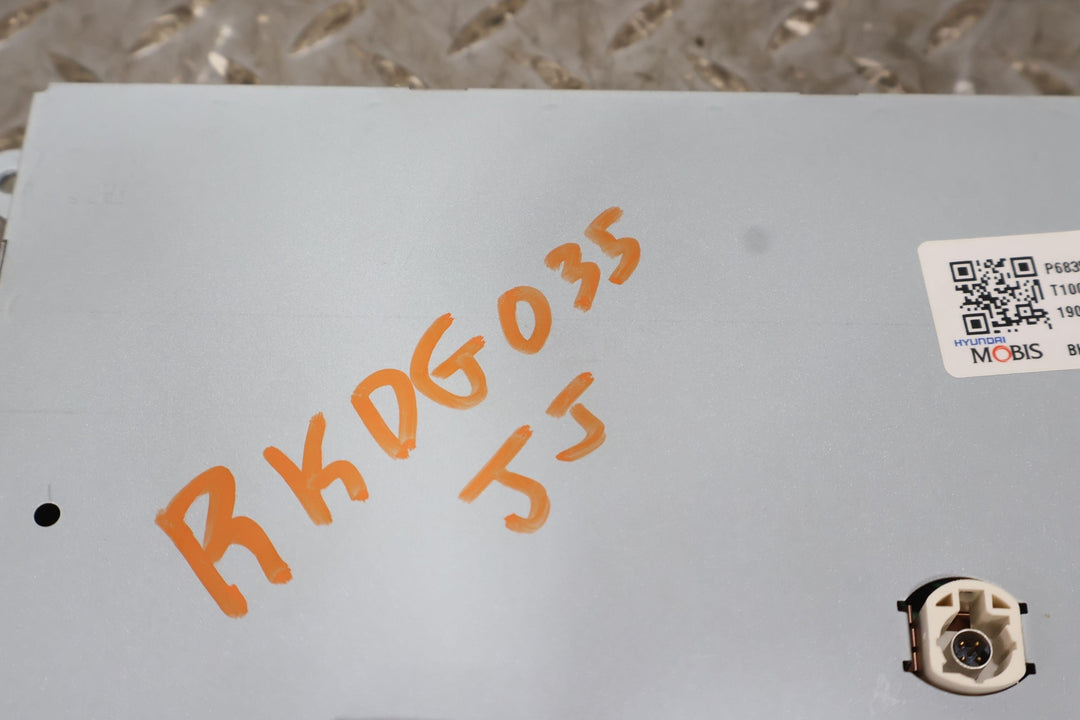 RKDG035
JJ
P683
T100
190
HYUNDAI
MOBIS